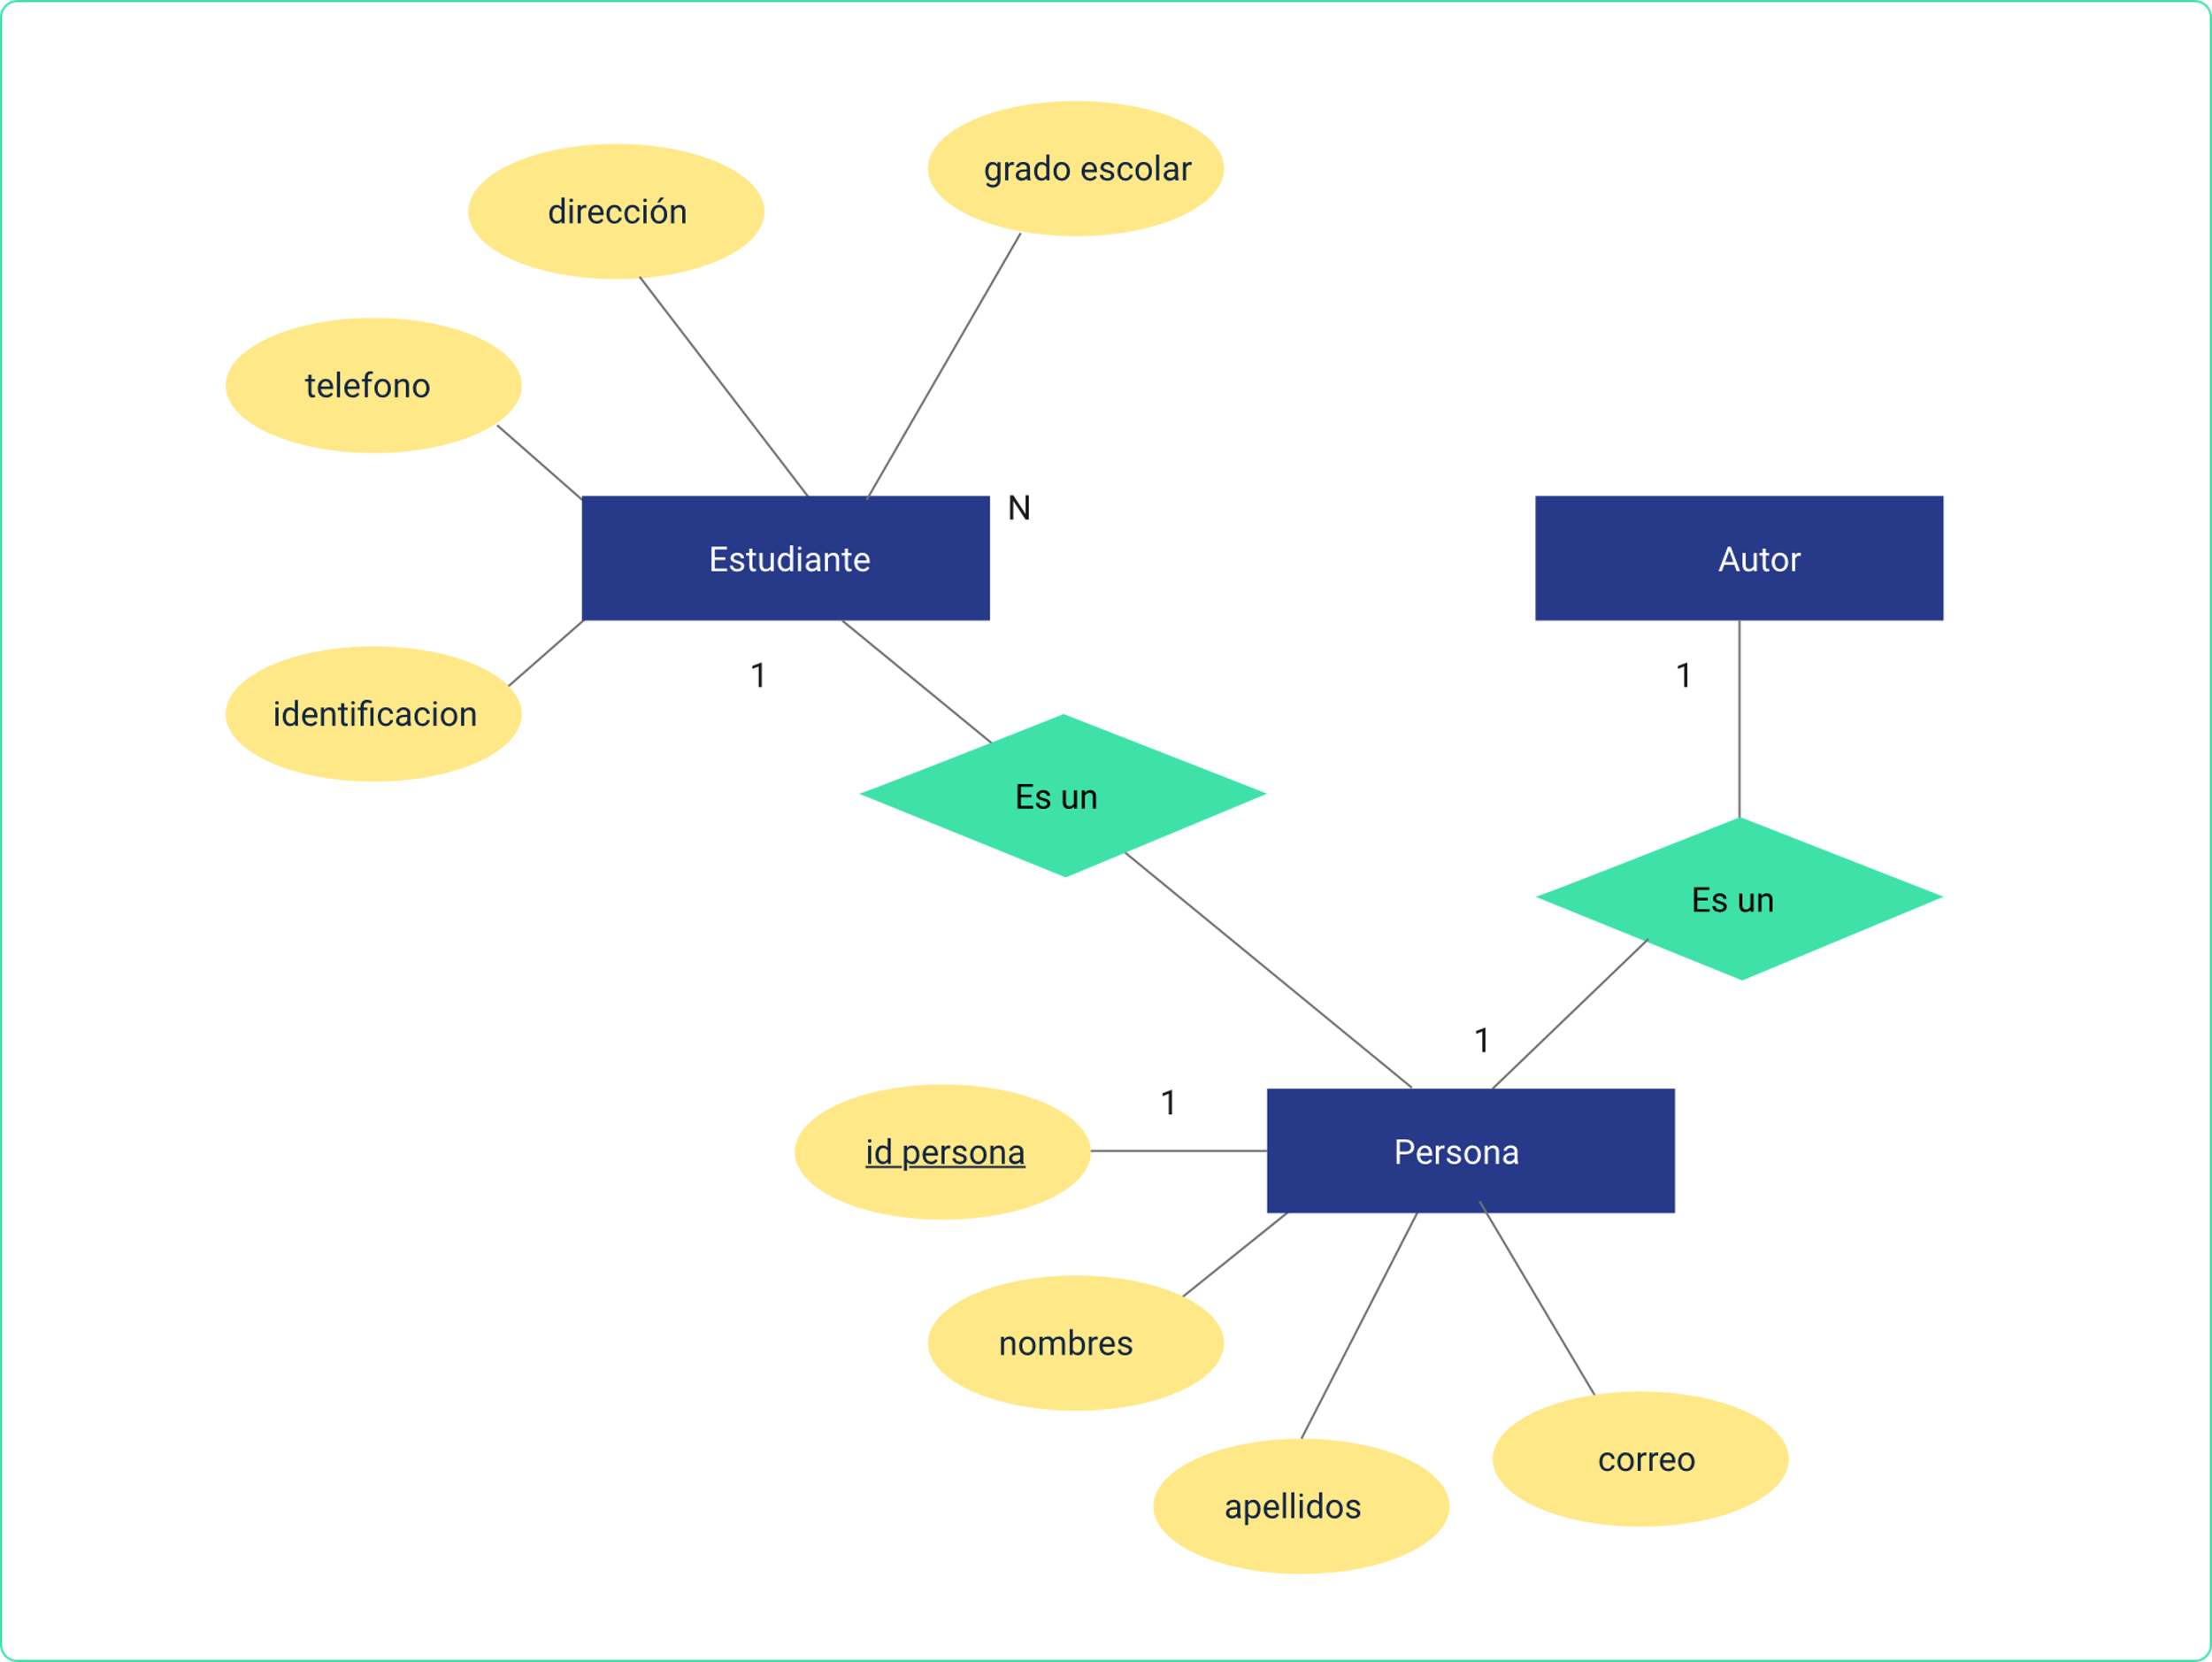 grado escolar
dirección
telefono
N
Estudiante
Autor
1
1
identificacion
Es un
Es un
1
1
id persona
Persona
nombres
correo
apellidos